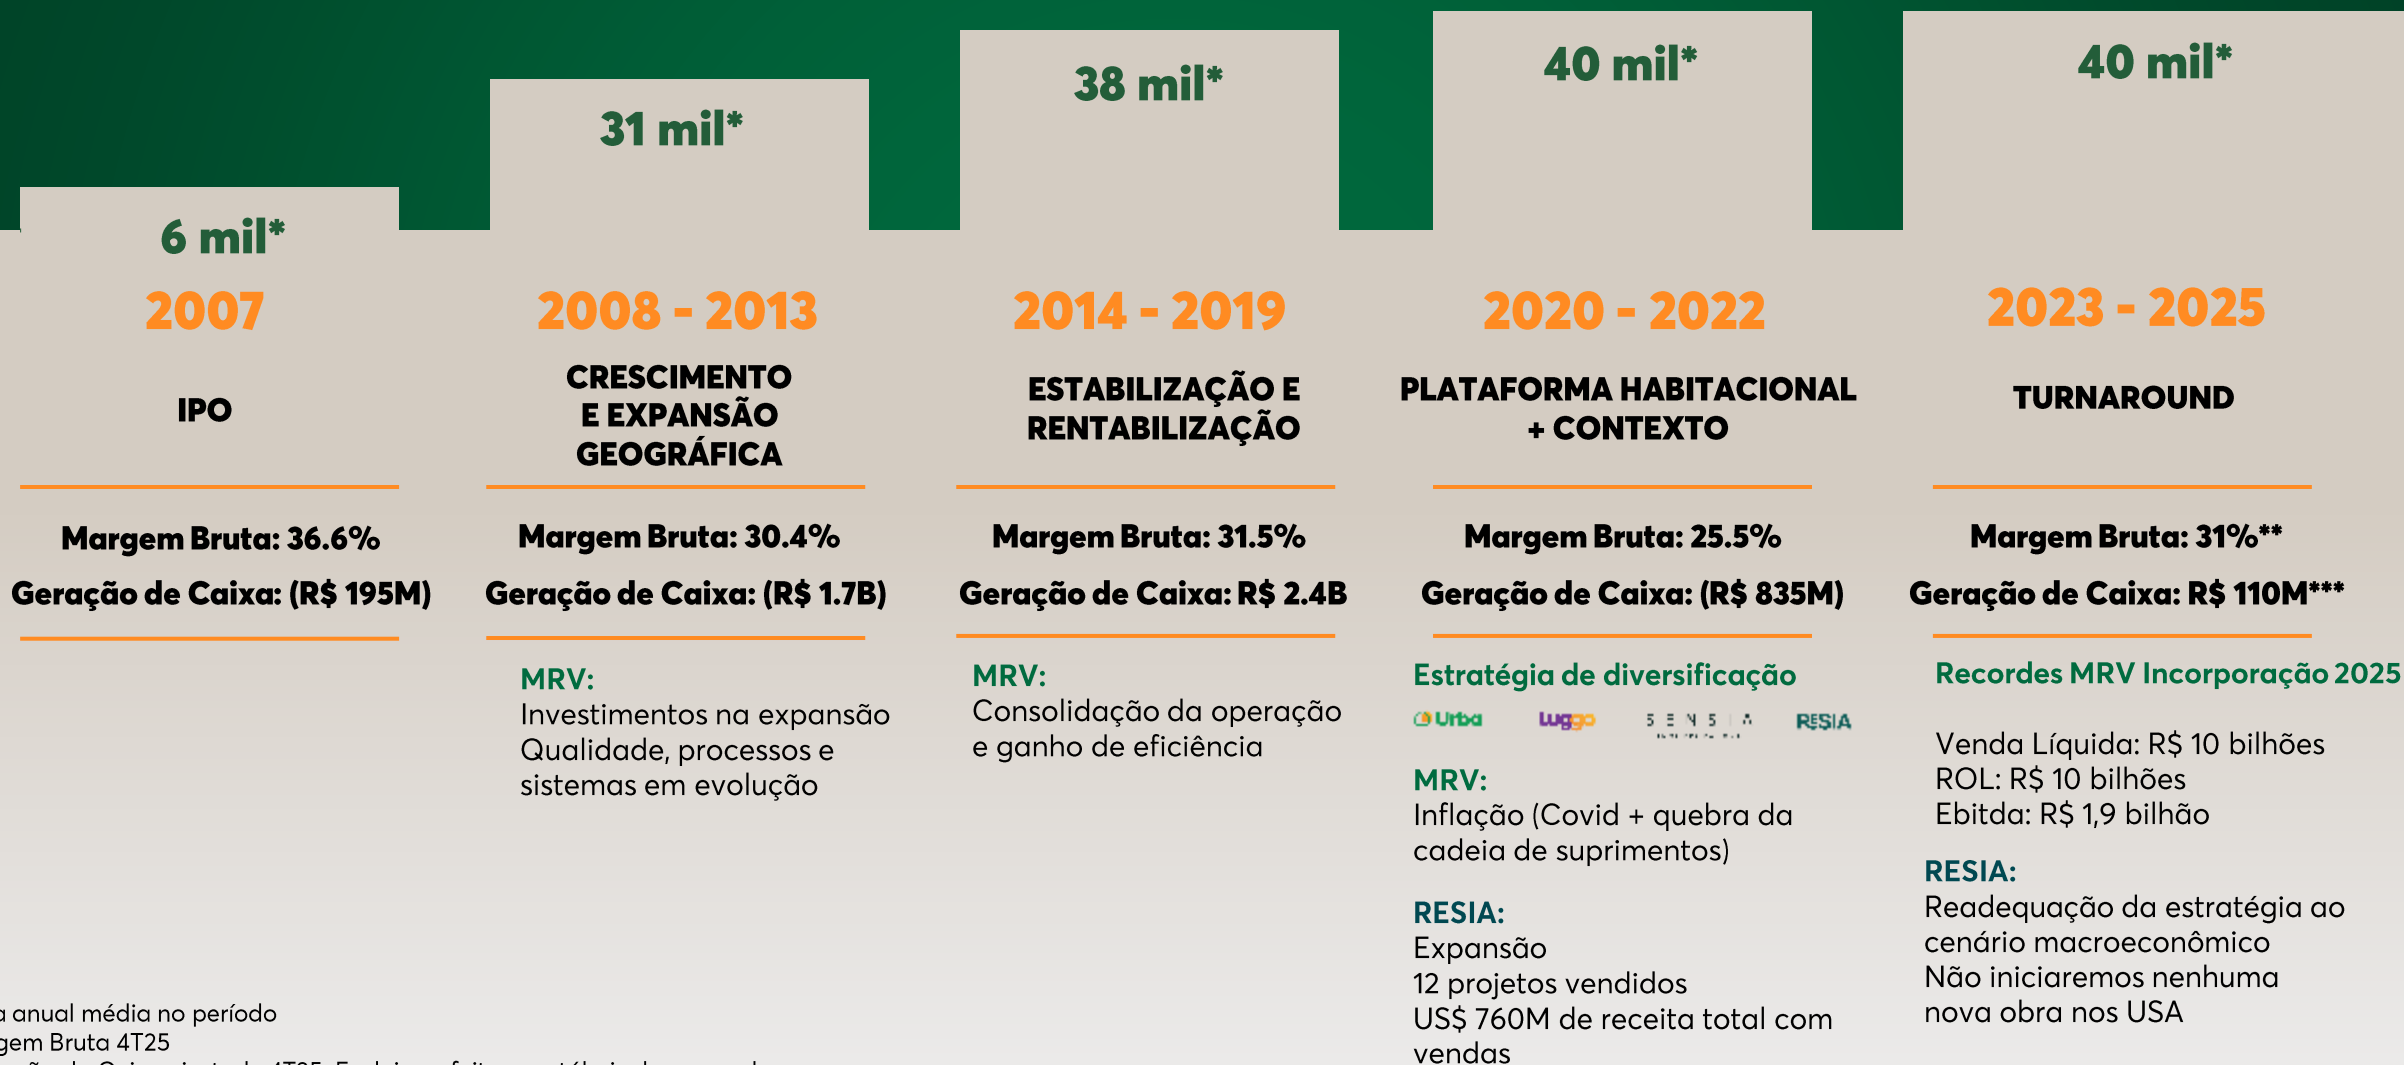 6 mil*
2007
IPO
Margem Bruta: 36.6%
Geração de Caixa: (R$ 195M)
31 mil*
2008 - 2013
CRESCIMENTO
E EXPANSÃO
GEOGRÁFICA
Margem Bruta: 30.4%
Geração de Caixa: (R$ 1.7B)
MRV:
Investimentos na expansão
Qualidade, processos e
sistemas em evolução
38 mil*
2014 - 2019
ESTABILIZAÇÃO E
RENTABILIZAÇÃO
Margem Bruta: 31.5%
Geração de Caixa: R$ 2.4B
MRV:
Consolidação da operação
e ganho de eficiência
40 mil*
2020 - 2022
PLATAFORMA HABITACIONAL
+ CONTEXTO
Margem Bruta: 25.5%
Geração de Caixa: (R$ 835M)
Estratégia de diversificação
Urba Luggo SENSIA RESIA
MRV:
Inflação (Covid + quebra da
cadeia de suprimentos)
RESIA:
Expansão
12 projetos vendidos
US$ 760M de receita total com
vendas
40 mil*
2023 - 2025
TURNAROUND
Margem Bruta: 31%**
Geração de Caixa: R$ 110M***
Recordes MRV Incorporação 2025
Venda Líquida: R$ 10 bilhões
ROL: R$ 10 bilhões
Ebitda: R$ 1,9 bilhão
RESIA:
Readequação da estratégia ao
cenário macroeconômico
Não iniciaremos nenhuma
nova obra nos USA
a anual média no período
gem Bruta 4T25